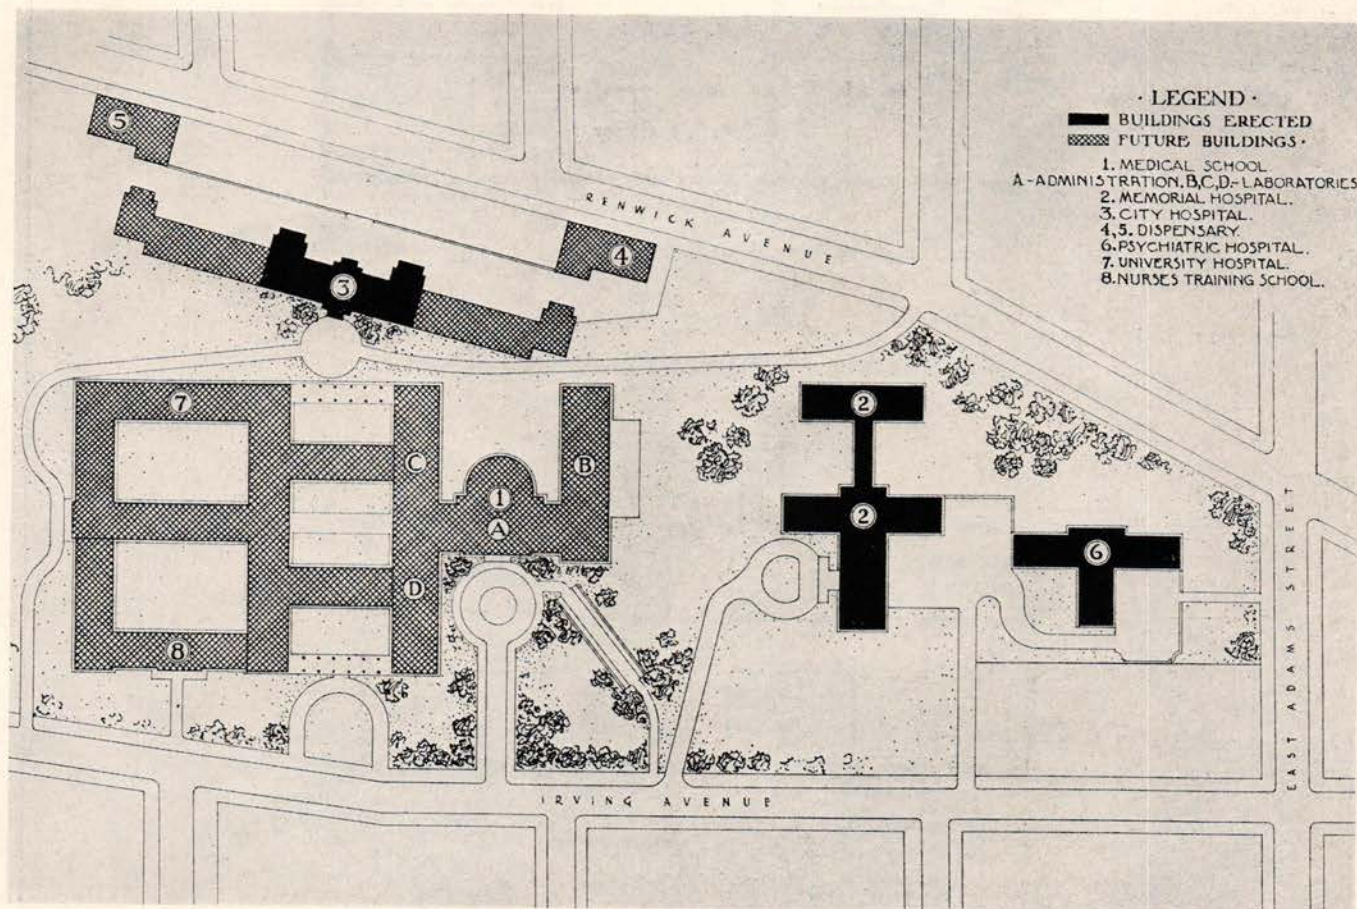 · LEGEND ·
BUILDINGS ERECTED
FUTURE BUILDINGS ·
1. MEDICAL SCHOOL
A - ADMINISTRATION. B,C,D. - LABORATORIES
2. MEMORIAL HOSPITAL.
3. CITY HOSPITAL.
4,5. DISPENSARY.
6. PSYCHIATRIC HOSPITAL.
7. UNIVERSITY HOSPITAL.
8. NURSES TRAINING SCHOOL.
5
RENWICK AVENUE
4
3
7
2
C
B
1
2
A
6
D
8
EAST ADAMS STREET
IRVING AVENUE